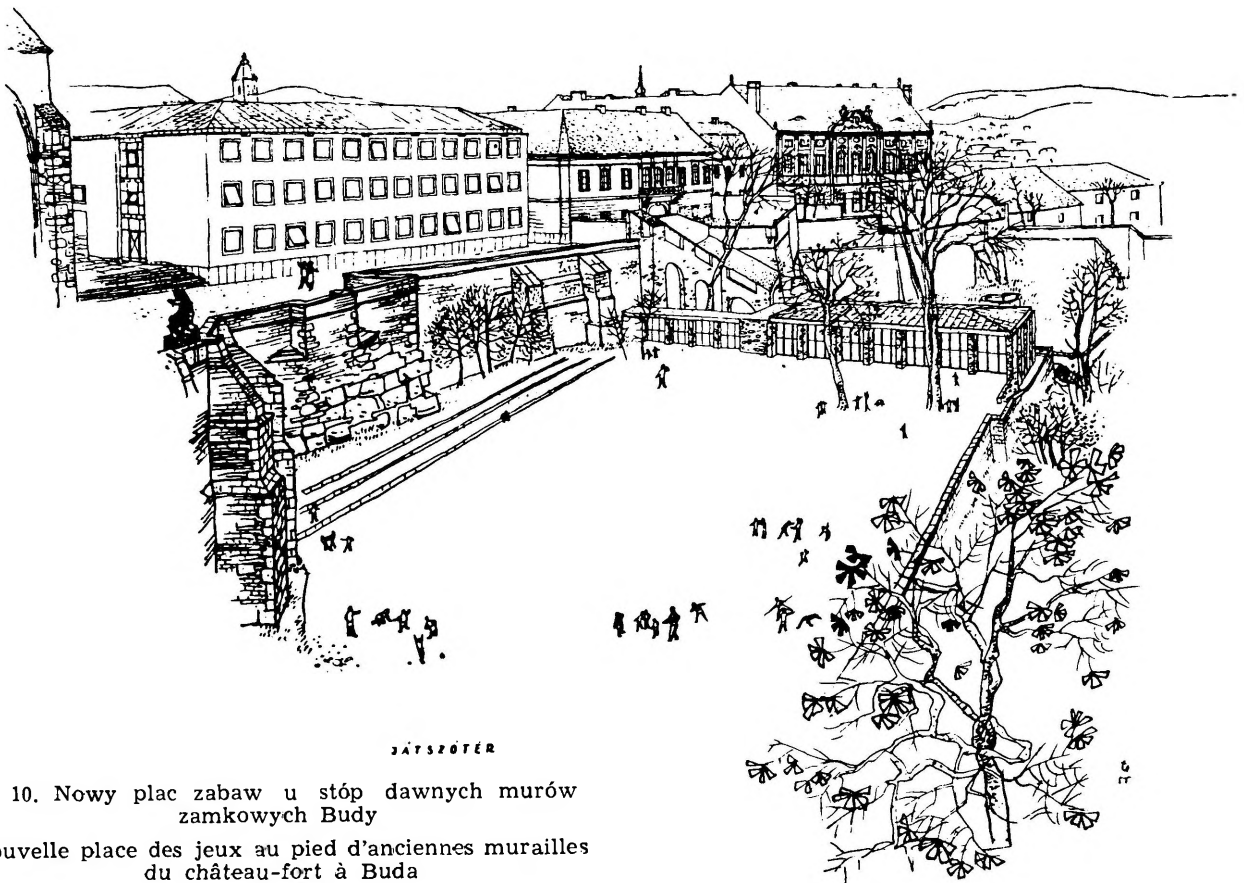 JÁTSZÓTÉR
10. Nowy plac zabaw u stóp dawnych murów
zamkowych Budy
ouvelle place des jeux au pied d'anciennes murailles
du château-fort à Buda